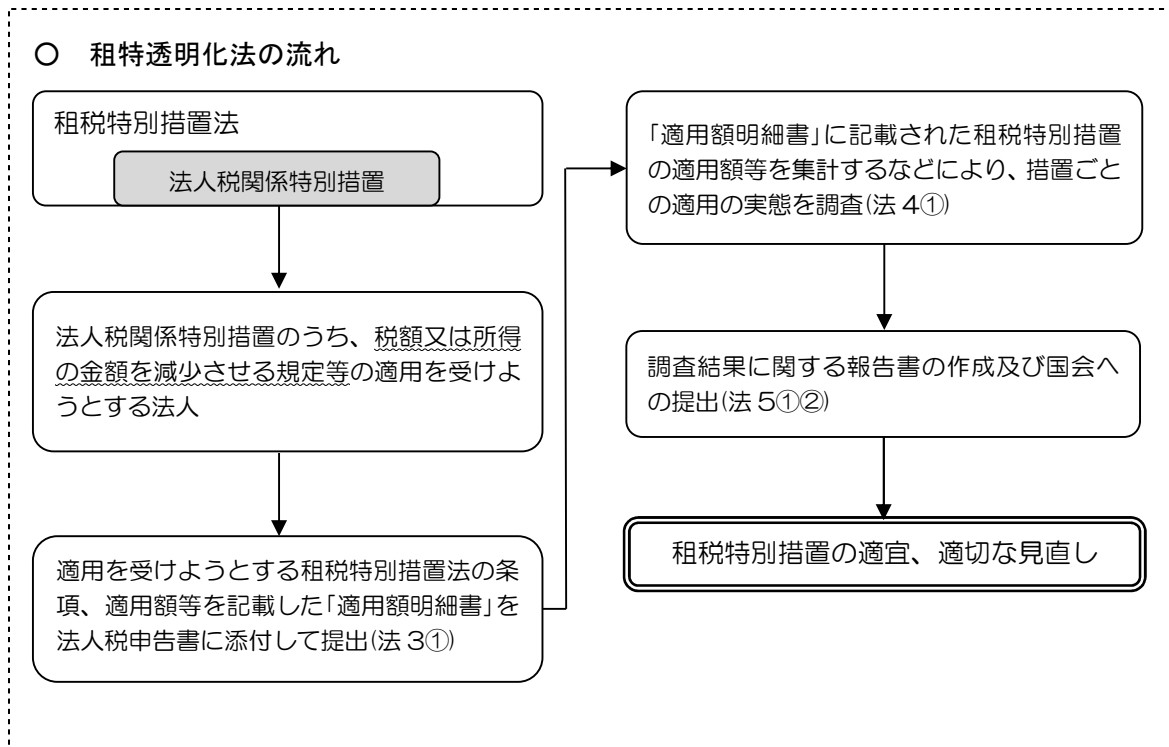 ○ 租特透明化法の流れ
租税特別措置法
法人税関係特別措置
法人税関係特別措置のうち、税額又は所得
の金額を減少させる規定等の適用を受けよ
うとする法人
適用を受けようとする租税特別措置法の条
項、適用額等を記載した「適用額明細書」を
法人税申告書に添付して提出(法3①)
「適用額明細書」に記載された租税特別措置
の適用額等を集計するなどにより、措置ごと
の適用の実態を調査(法4①)
調査結果に関する報告書の作成及び国会へ
の提出(法5①②)
租税特別措置の適宜、適切な見直し